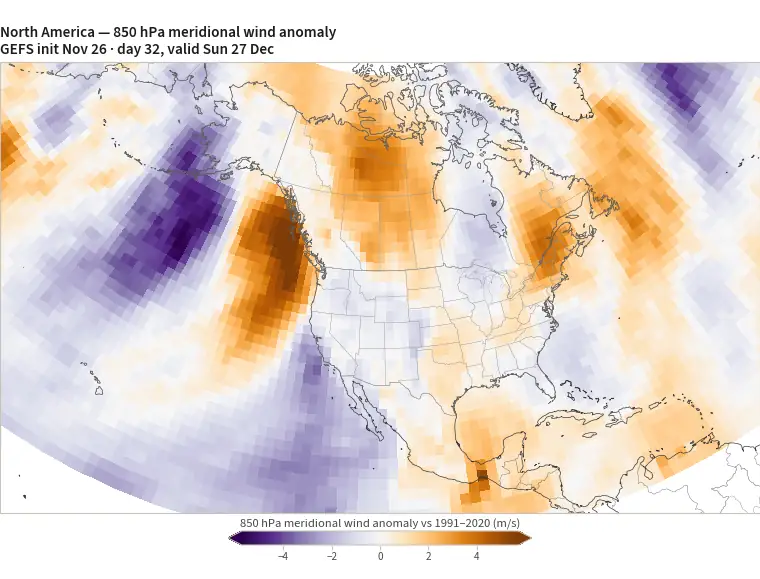 North America — 850 hPa meridional wind anomaly
GEFS init Nov 26 · day 32, valid Sun 27 Dec
850 hPa meridional wind anomaly vs 1991–2020 (m/s)
−4 −2 0 2 4